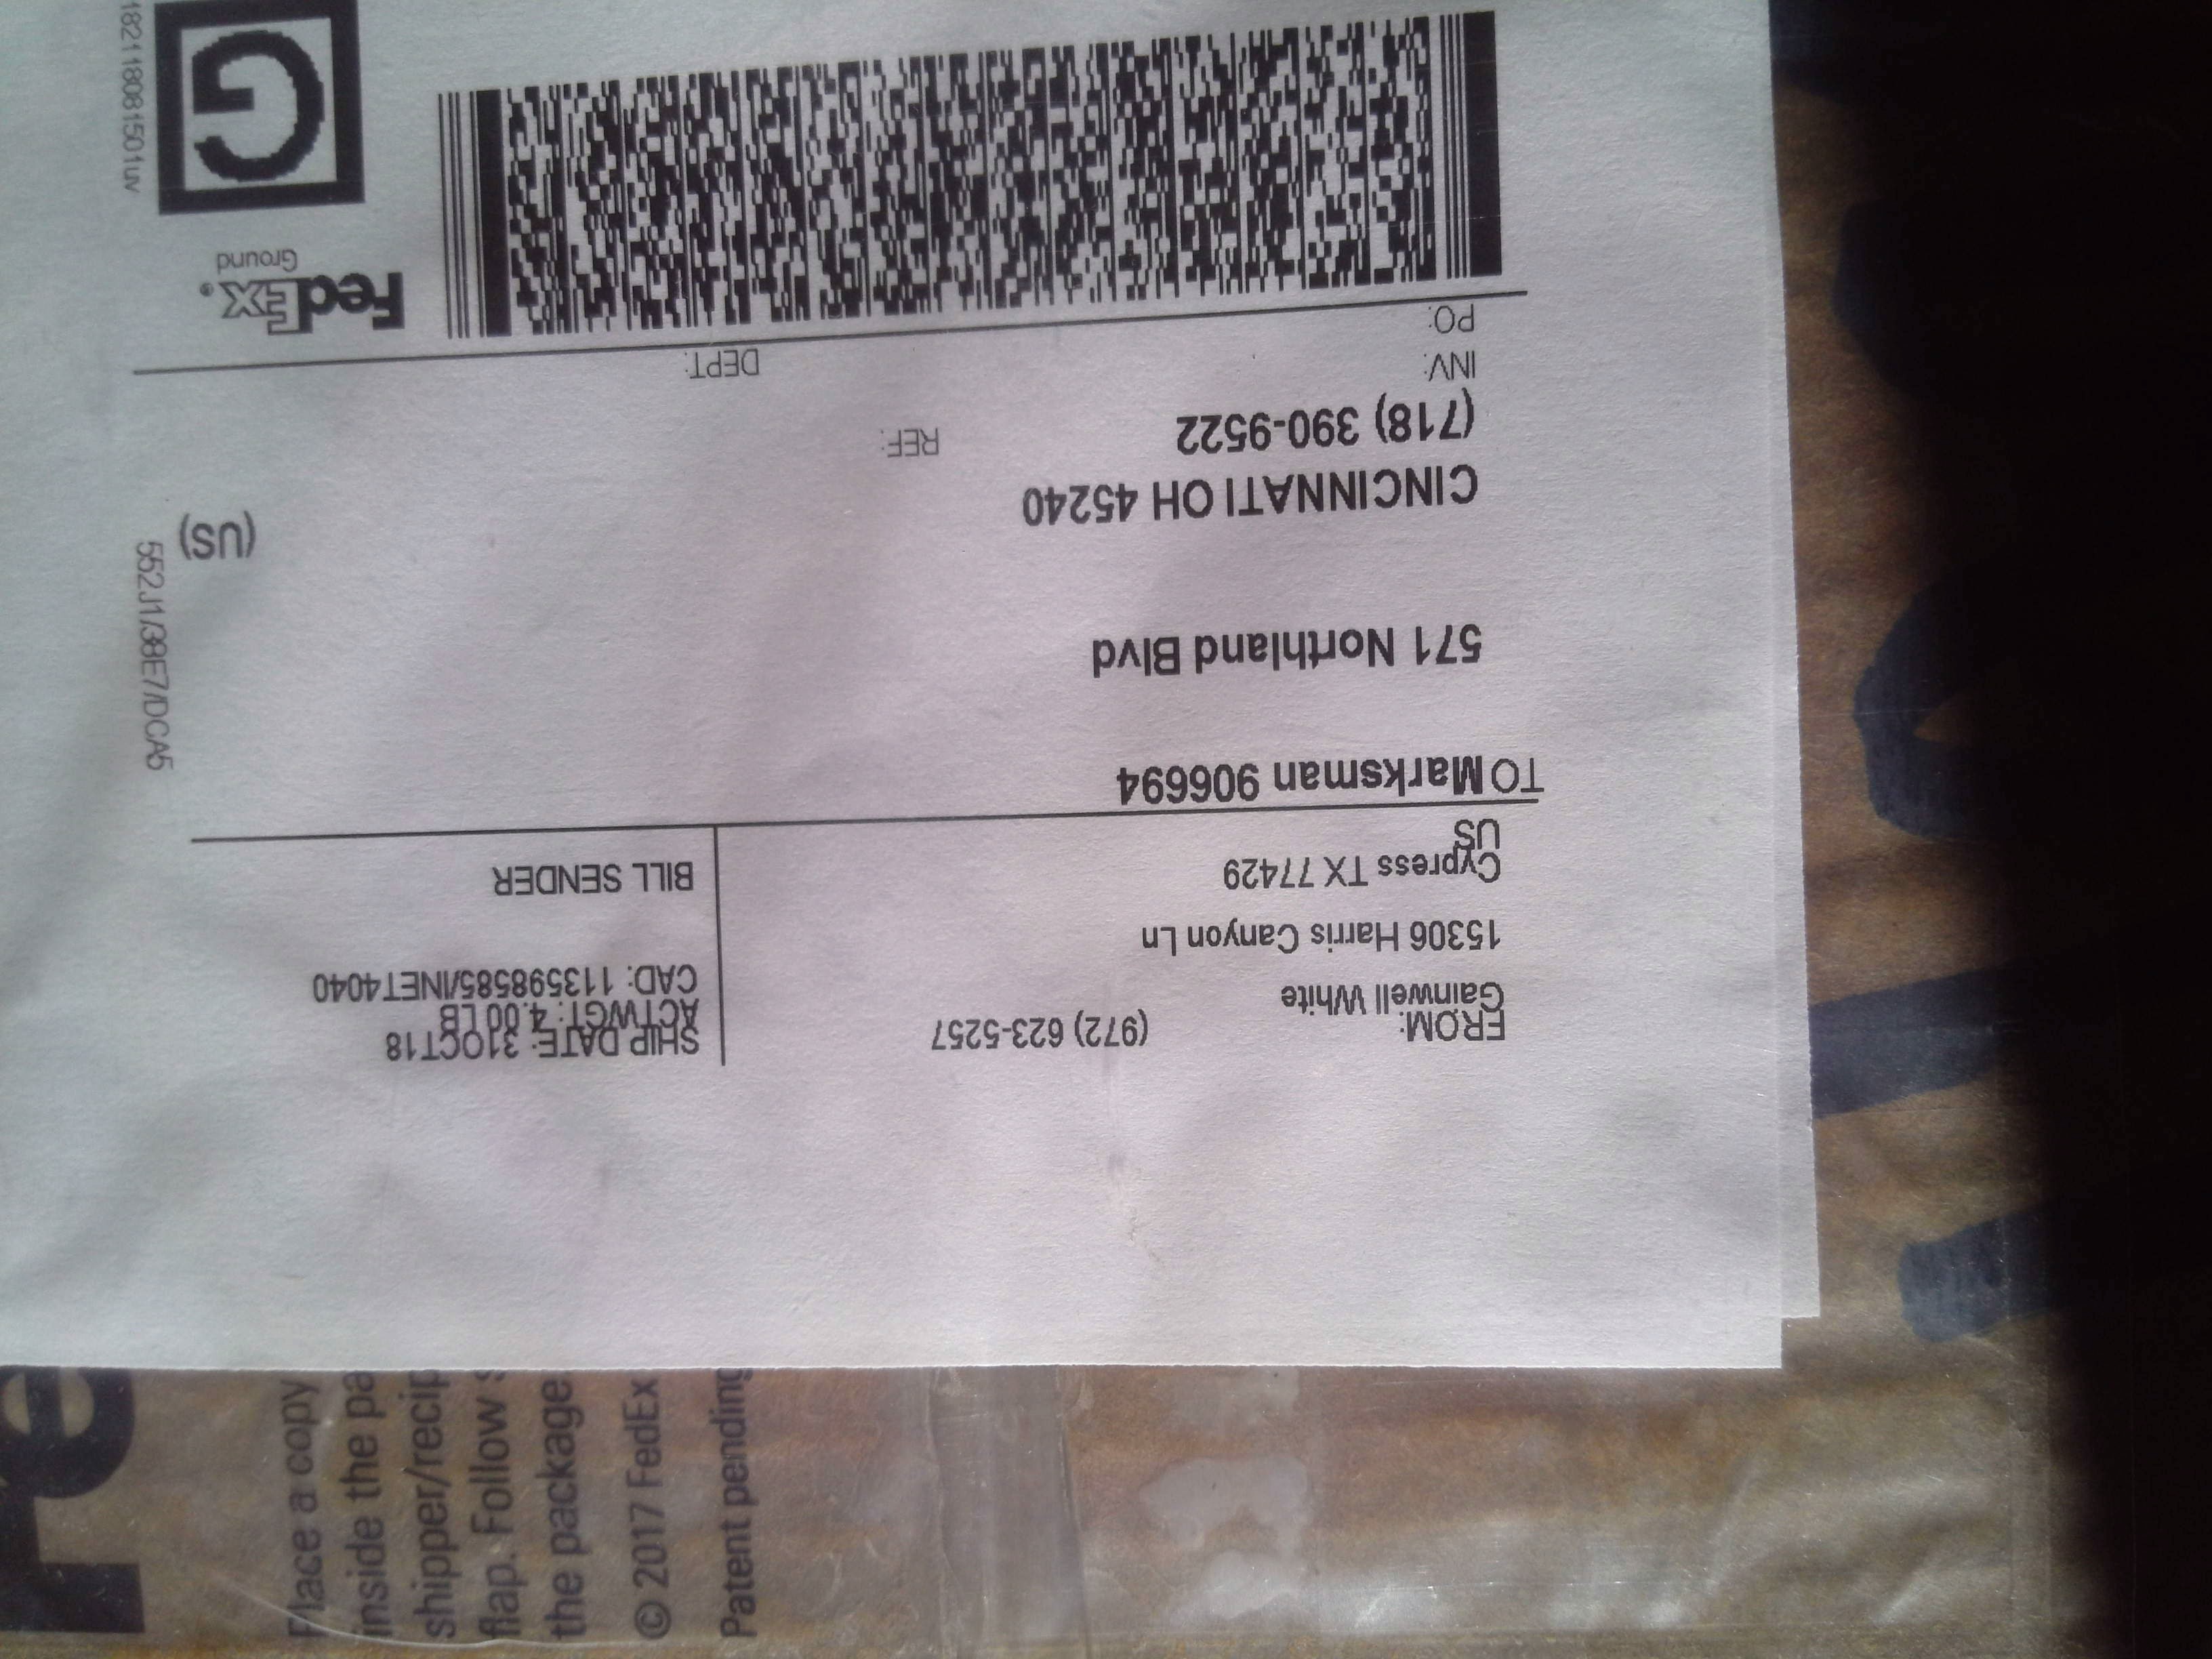 FROM: (972) 623-5257
Gainwell White
15306 Harris Canyon Ln
Cypress TX 77429
US
SHIP DATE: 31OCT18
ACTWGT: 4.00 LB
CAD: 113598585/INET4040
BILL SENDER
TO Marksman 906694
571 Northland Blvd
CINCINNATI OH 45240
(US)
(718) 390-9522
REF:
INV:
PO:
DEPT:
552J1/38E7/DCA5
FedEx®
Ground
G
182118081501uv
Fe
Place a copy
inside the pa
shipper/recip
flap. Follow s
the package.
© 2017 FedEx
Patent pending